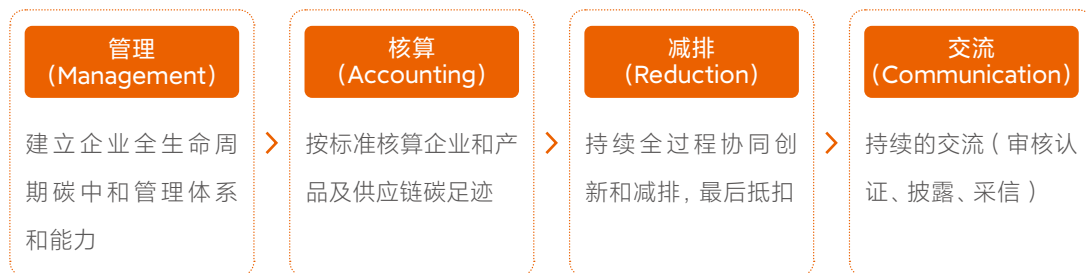 管理
（Management）
建立企业全生命周
期碳中和管理体系
和能力
核算
（Accounting）
按标准核算企业和产
品及供应链碳足迹
减排
（Reduction）
持续全过程协同创
新和减排，最后抵扣
交流
（Communication）
持续的交流（审核认
证、披露、采信）